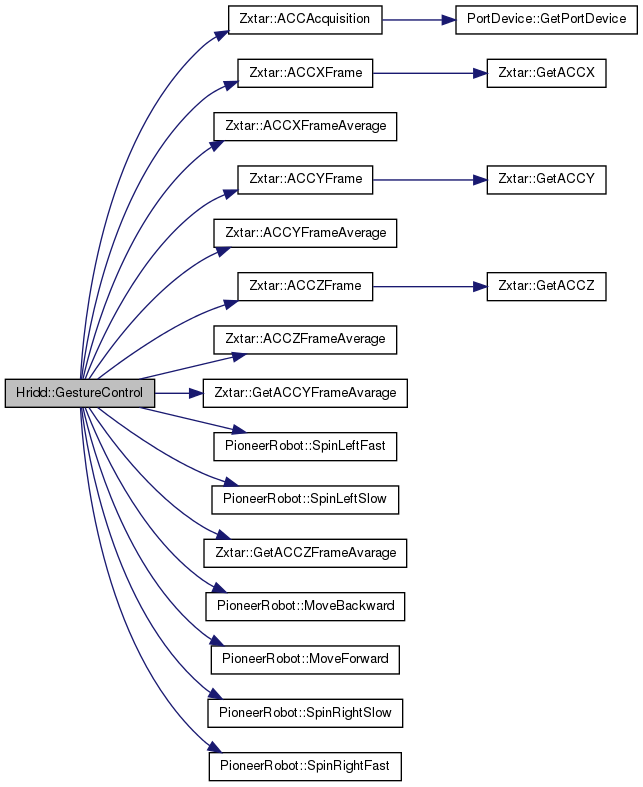 Zxtar::ACCAcquisition
PortDevice::GetPortDevice
Zxtar::ACCXFrame
Zxtar::GetACCX
Zxtar::ACCXFrameAverage
Zxtar::ACCYFrame
Zxtar::GetACCY
Zxtar::ACCYFrameAverage
Zxtar::ACCZFrame
Zxtar::GetACCZ
Zxtar::ACCZFrameAverage
Hridd::GestureControl
Zxtar::GetACCYFrameAvarage
PioneerRobot::SpinLeftFast
PioneerRobot::SpinLeftSlow
Zxtar::GetACCZFrameAvarage
PioneerRobot::MoveBackward
PioneerRobot::MoveForward
PioneerRobot::SpinRightSlow
PioneerRobot::SpinRightFast